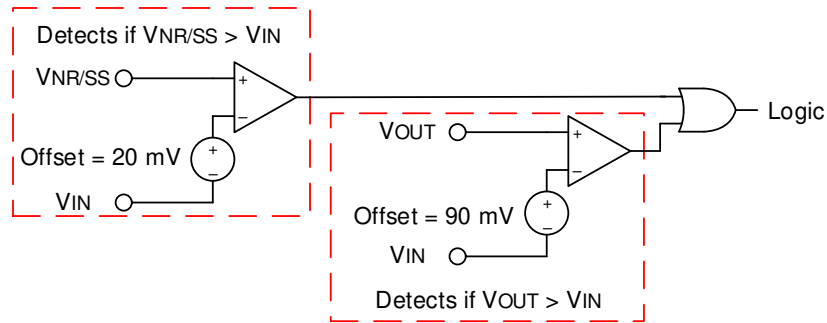 Detects if VNR/SS > VIN
VNR/SS
+
−
+
Offset = 20 mV
−
VIN
VOUT
+
−
+
Offset = 90 mV
−
VIN
Detects if VOUT > VIN
Logic